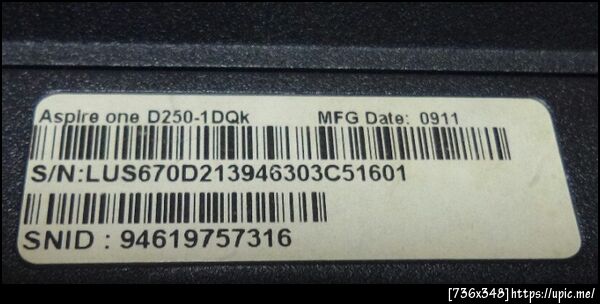 Aspire one D250-1DQk MFG Date: 0911
S/N:LUS670D213946303C51601
SNID : 94619757316
[736x348]https://upic.me/